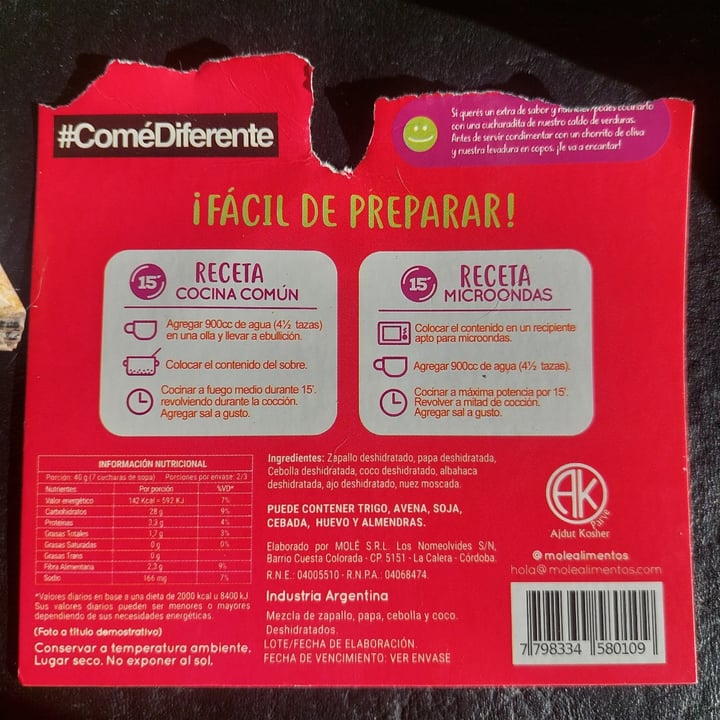 #ComéDiferente
Si querés un extra de sabor y
con una cucharadita de nuestro caldo de verduras.
Antes de servir condimentar con un chorrito de oliva
y nuestra levadura en copos. ¡Te va a encantar!
¡FÁCIL DE PREPARAR!
15'
RECETA
COCINA COMÚN
Agregar 900cc de agua (4½ tazas)
en una olla y llevar a ebullición.
Colocar el contenido del sobre.
Cocinar a fuego medio durante 15'.
revolviendo durante la cocción.
Agregar sal a gusto.
15'
RECETA
MICROONDAS
Colocar el contenido en un recipiente
apto para microondas.
Agregar 900cc de agua (4½ tazas).
Cocinar a máxima potencia por 15'.
Revolver a mitad de cocción.
Agregar sal a gusto.
INFORMACIÓN NUTRICIONAL
Porción: 40 g (7 cucharas de sopa) Porciones por envase: 2/3
Nutrientes Por porción %VD*
Valor energético 142 Kcal = 592 KJ 7%
Carbohidratos 28 g 9%
Proteinas 3,3 g 4%
Grasas Totales 1,7 g 3%
Grasas Saturadas 0 g 0%
Grasas Trans 0 g
Fibra Alimentaria 2,3 g 9%
Sodio 166 mg 7%
*Valores diarios en base a una dieta de 2000 kcal u 8400 kJ.
Sus valores diarios pueden ser menores o mayores
dependiendo de sus necesidades energéticas.
(Foto a título demostrativo)
Conservar a temperatura ambiente.
Lugar seco. No exponer al sol.
Ingredientes: Zapallo deshidratado, papa deshidratada,
Cebolla deshidratada, coco deshidratado, albahaca
deshidratada, ajo deshidratado, nuez moscada.
PUEDE CONTENER TRIGO, AVENA, SOJA,
CEBADA, HUEVO Y ALMENDRAS.
Elaborado por MOLÉ S.R.L. Los Nomeolvides S/N,
Barrio Cuesta Colorada - CP. 5151 - La Calera - Córdoba.
R.N.E.: 04005510 - R.N.P.A.: 04068474.
Industria Argentina
Mezcla de zapallo, papa, cebolla y coco.
Deshidratados.
LOTE/FECHA DE ELABORACIÓN.
FECHA DE VENCIMIENTO: VER ENVASE
AK
Parve
Ajdut Kosher
@molealimentos
hola@molealimentos.com
7 798334 580109